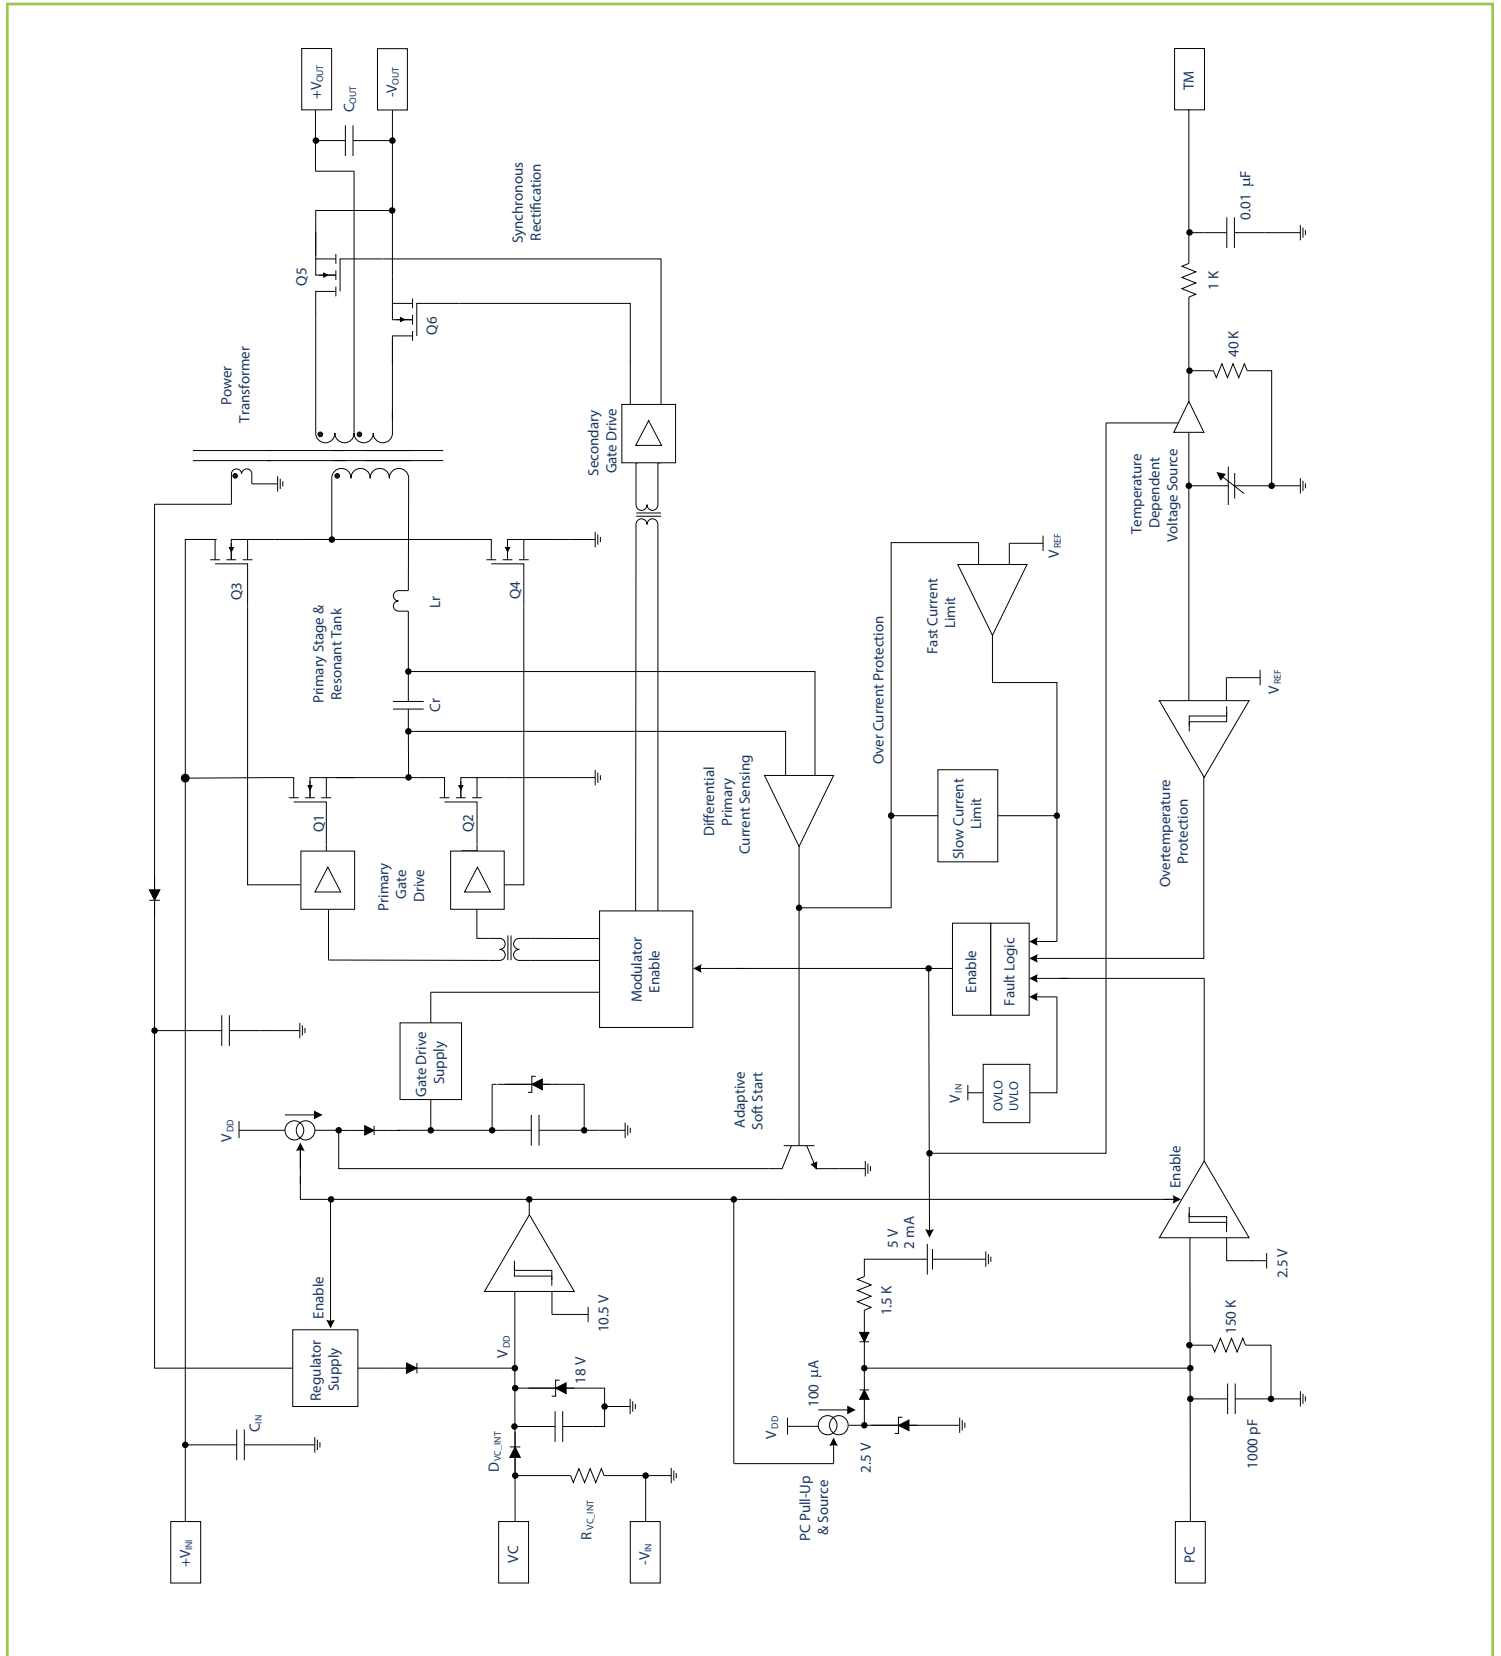 +VINI
CIN
Regulator
Supply
Enable
VDD
Gate Drive
Supply
Primary
Gate
Drive
Q1
Q2
Q3
Q4
Cr
Lr
Primary Stage &
Resonant Tank
Power
Transformer
Q5
Q6
+VOUT
COUT
-VOUT
Synchronous
Rectification
Secondary
Gate Drive
VC
DVC_INT
RVC_INT
-VIN
18 V
VDD
10.5 V
Modulator
Enable
Differential
Primary
Current Sensing
Adaptive
Soft Start
Over Current Protection
Slow Current
Limit
Fast Current
Limit
VREF
Enable
Fault Logic
VIN
OVLO
UVLO
PC Pull-Up
& Source
VDD
100 µA
2.5 V
1.5 K
5 V
2 mA
PC
1000 pF
150 K
2.5 V
Enable
Overtemperature
Protection
VREF
Temperature
Dependent
Voltage Source
40 K
1 K
0.01 µF
TM